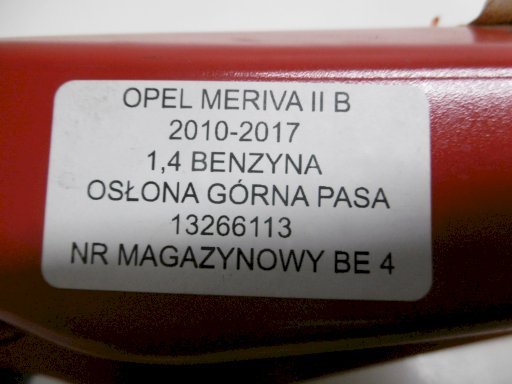 OPEL MERIVA II B
2010-2017
1,4 BENZYNA
OSŁONA GÓRNA PASA
13266113
NR MAGAZYNOWY BE 4